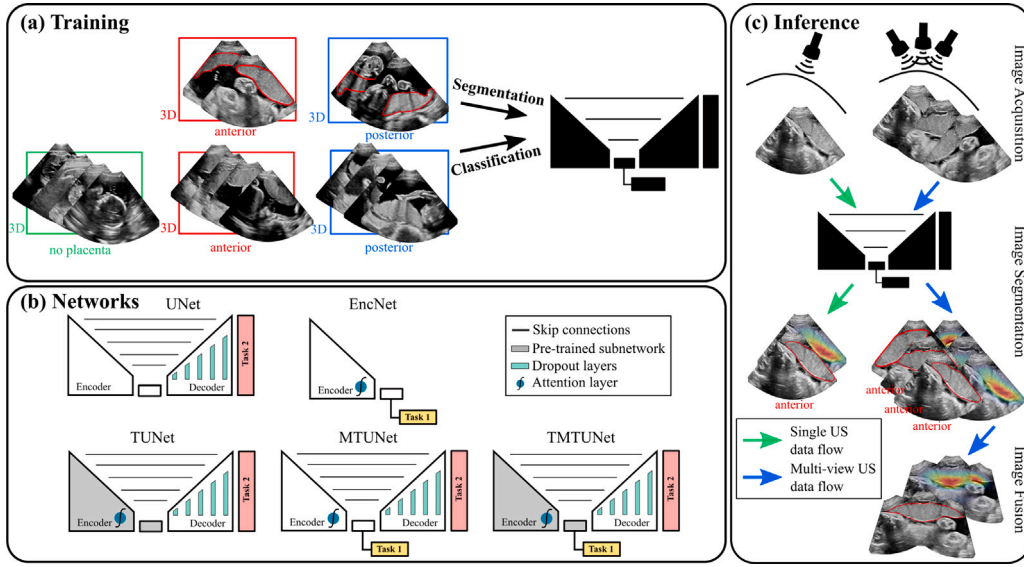 (a) Training
3D
anterior
3D
posterior
Segmentation
Classification
3D
no placenta
3D
anterior
3D
posterior
(b) Networks
UNet
Encoder
Decoder
Task 2
EncNet
Encoder
Task 1
Skip connections
Pre-trained subnetwork
Dropout layers
Attention layer
TUNet
Encoder
Decoder
Task 2
MTUNet
Encoder
Decoder
Task 2
Task 1
TMTUNet
Encoder
Decoder
Task 2
Task 1
(c) Inference
Image Acquisition
Image Segmentation
anterior
anterior
anterior
anterior
Single US
data flow
Multi-view US
data flow
Image Fusion